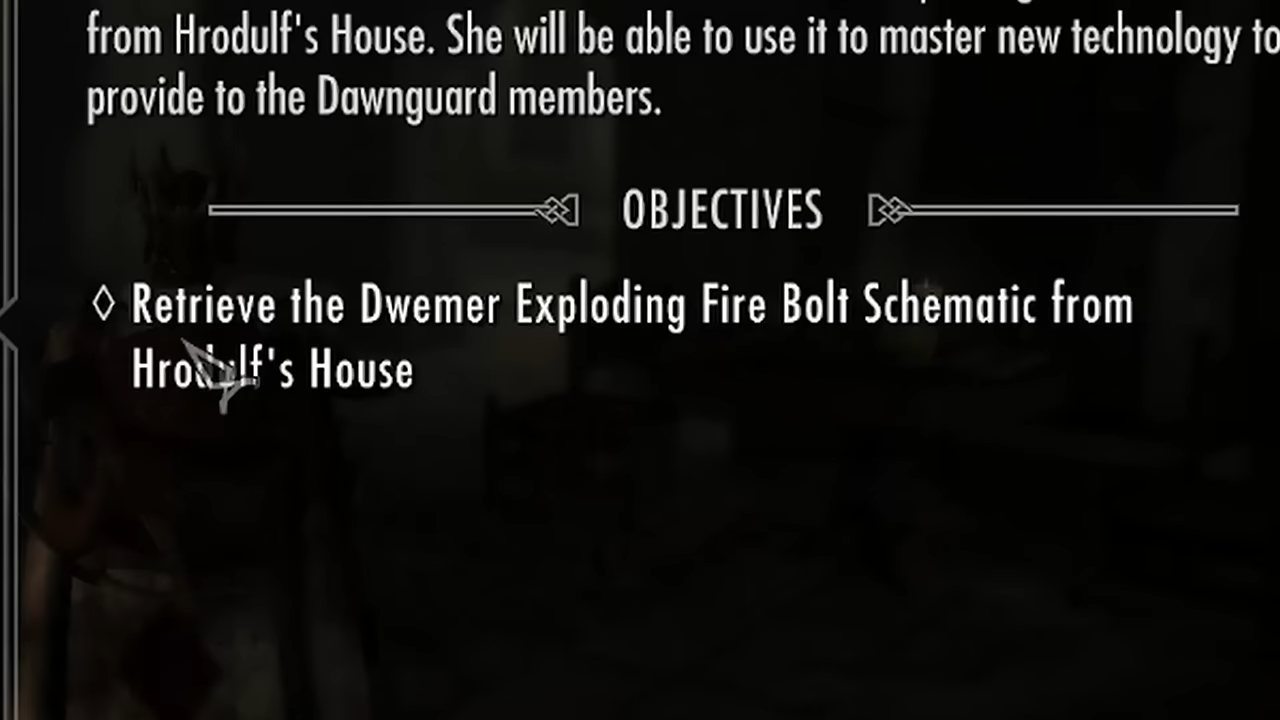 from Hrodulf's House. She will be able to use it to master new technology to
provide to the Dawnguard members.
OBJECTIVES
Retrieve the Dwemer Exploding Fire Bolt Schematic from
Hrodulf's House